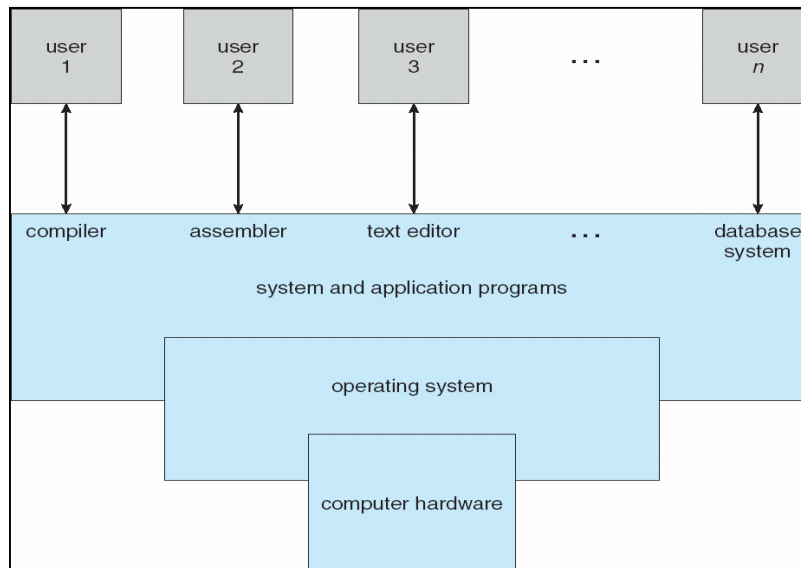 user
1
user
2
user
3
...
user
n
compiler
assembler
text editor
...
database
system
system and application programs
operating system
computer hardware